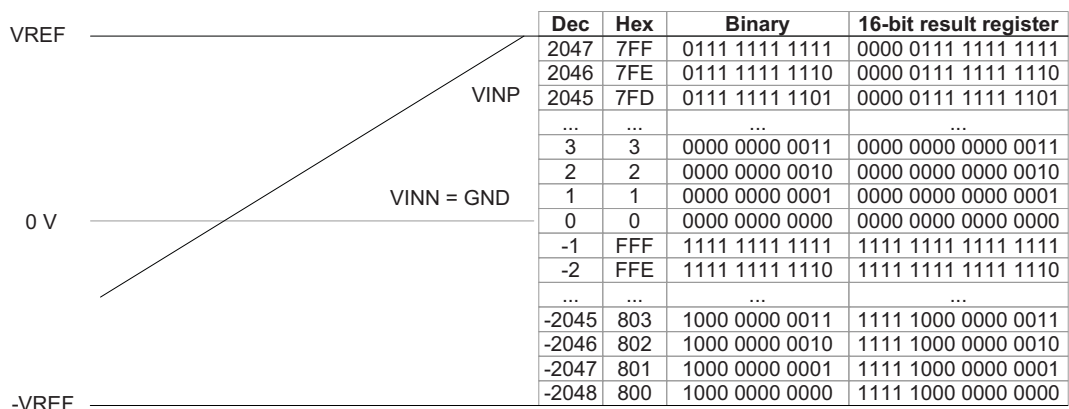 Dec Hex Binary 16-bit result register
VREF
2047 7FF 0111 1111 1111 0000 0111 1111 1111
2046 7FE 0111 1111 1110 0000 0111 1111 1110
VINP
2045 7FD 0111 1111 1101 0000 0111 1111 1101
... ... ... ...
3 3 0000 0000 0011 0000 0000 0000 0011
2 2 0000 0000 0010 0000 0000 0000 0010
VINN = GND
1 1 0000 0000 0001 0000 0000 0000 0001
0 V
0 0 0000 0000 0000 0000 0000 0000 0000
-1 FFF 1111 1111 1111 1111 1111 1111 1111
-2 FFE 1111 1111 1110 1111 1111 1111 1110
... ... ... ...
-2045 803 1000 0000 0011 1111 1000 0000 0011
-2046 802 1000 0000 0010 1111 1000 0000 0010
-2047 801 1000 0000 0001 1111 1000 0000 0001
-2048 800 1000 0000 0000 1111 1000 0000 0000
-VREF